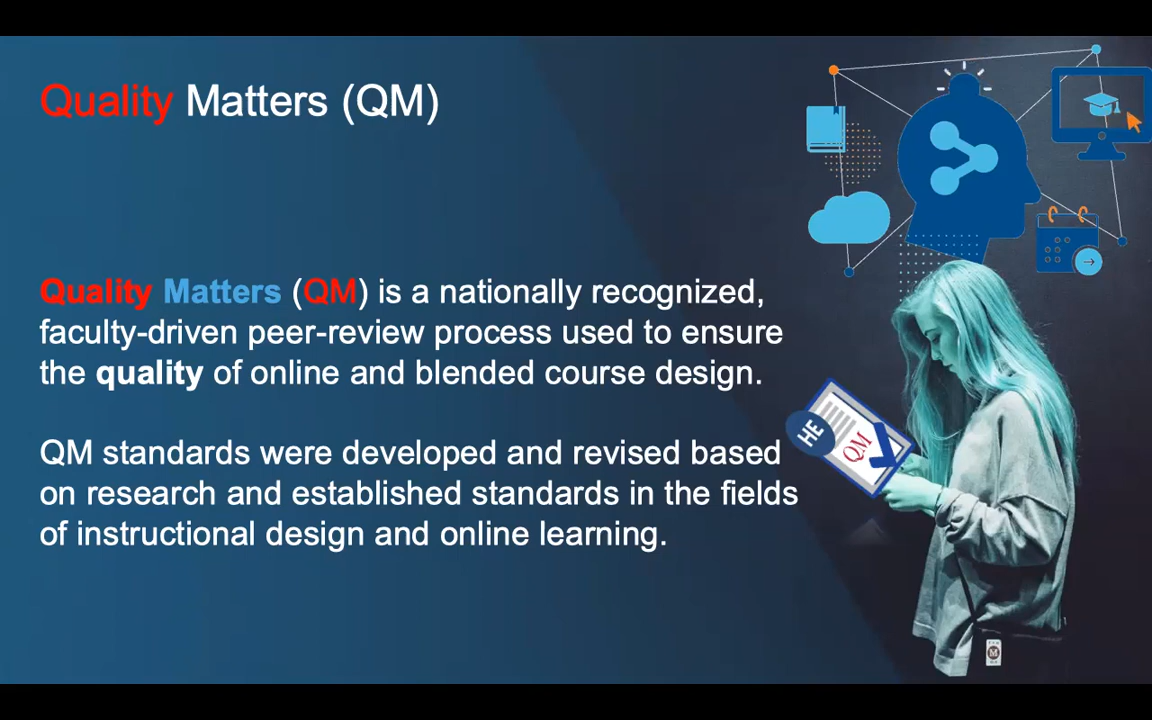 Quality Matters (QM)
Quality Matters (QM) is a nationally recognized,
faculty-driven peer-review process used to ensure
the quality of online and blended course design.
QM standards were developed and revised based
on research and established standards in the fields
of instructional design and online learning.
HE
QM
M